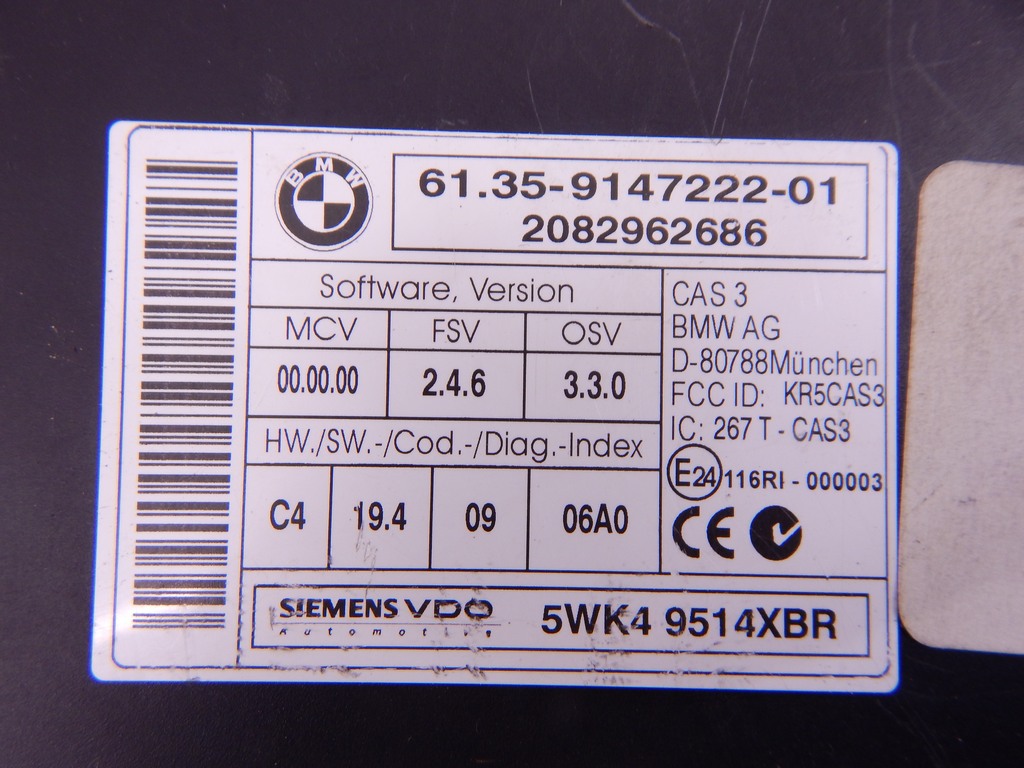 BMW
61.35-9147222-01
2082962686
Software, Version
MCV FSV OSV
00.00.00 2.4.6 3.3.0
HW./SW.-/Cod.-/Diag.-Index
C4 19.4 09 06A0
CAS 3
BMW AG
D-80788München
FCC ID: KR5CAS3
IC: 267 T - CAS3
E24 116RI - 000003
CE
SIEMENS VDO
Automotive
5WK4 9514XBR